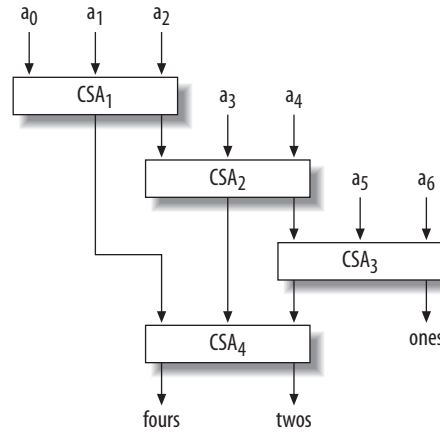 a₀ a₁ a₂
CSA₁
a₃ a₄
CSA₂
a₅ a₆
CSA₃
ones
CSA₄
fours twos